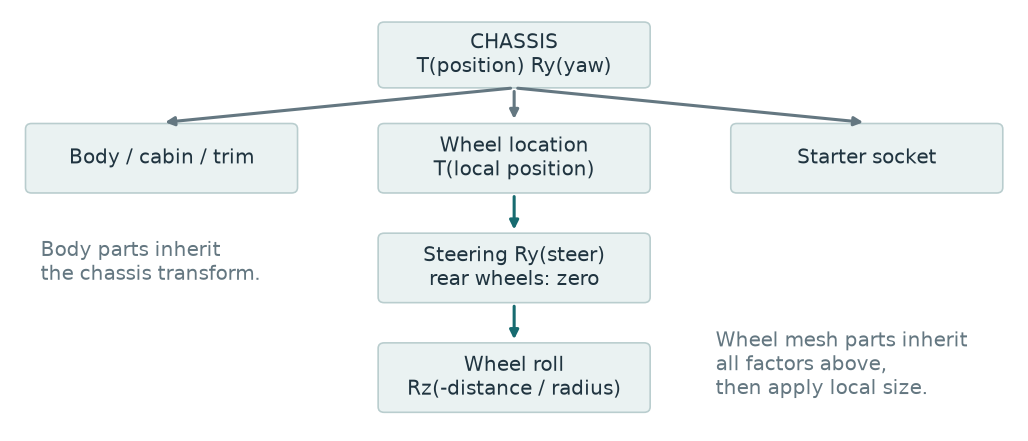 CHASSIS
T(position) Ry(yaw)
Body / cabin / trim
Wheel location
T(local position)
Starter socket
Body parts inherit
the chassis transform.
Steering Ry(steer)
rear wheels: zero
Wheel roll
Rz(-distance / radius)
Wheel mesh parts inherit
all factors above,
then apply local size.